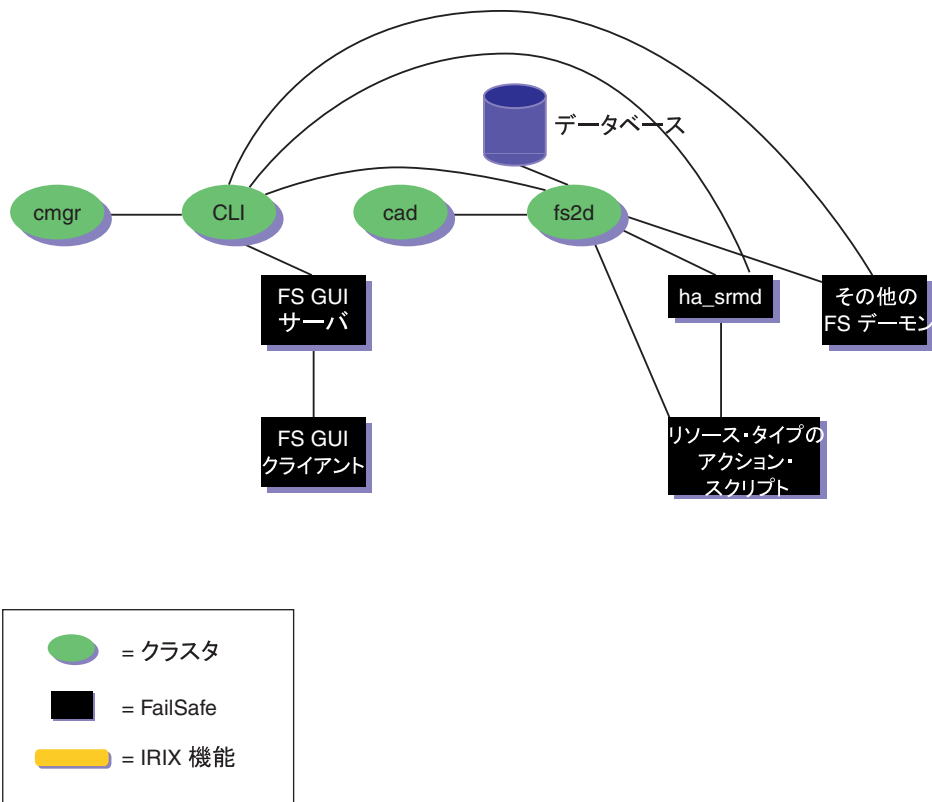 データベース
cmgr
CLI
cad
fs2d
FS GUI
サーバ
ha_srmd
その他の
FS デーモン
FS GUI
クライアント
リソース・タイプの
アクション・
スクリプト
= クラスタ
= FailSafe
= IRIX 機能